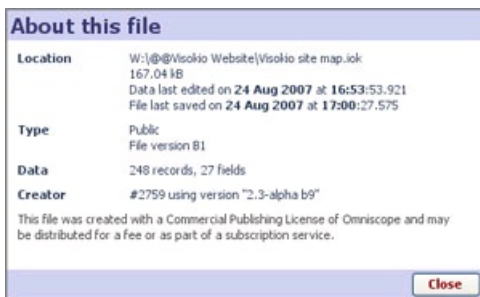 About this file
Location W:\@@Visokio Website\Visokio site map.iok
167.04 kB
Data last edited on 24 Aug 2007 at 16:53:53.921
File last saved on 24 Aug 2007 at 17:00:27.575
Type Public
File version 81
Data 248 records, 27 fields
Creator #2759 using version "2.3-alpha b9"
This file was created with a Commercial Publishing License of Omniscope and may
be distributed for a fee or as part of a subscription service.
Close